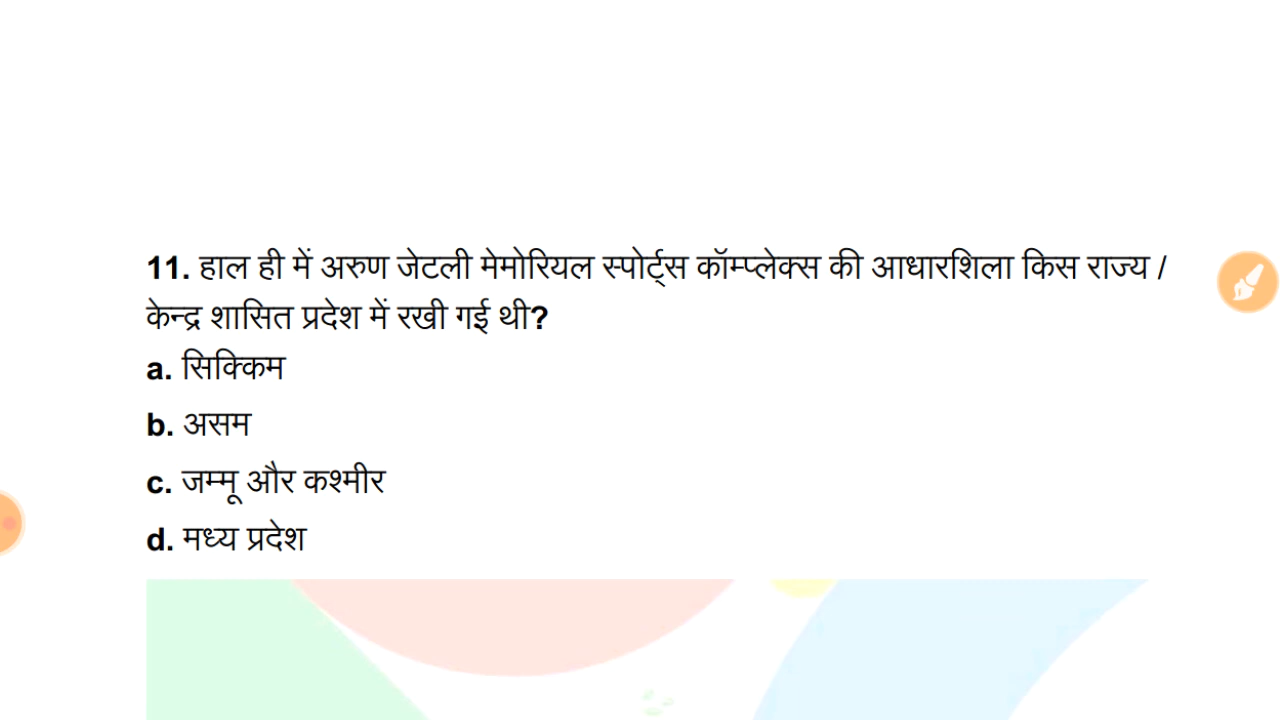 11. हाल ही में अरुण जेटली मेमोरियल स्पोर्ट्स कॉम्प्लेक्स की आधारशिला किस राज्य /
केन्द्र शासित प्रदेश में रखी गई थी?
a. सिक्किम
b. असम
c. जम्मू और कश्मीर
d. मध्य प्रदेश